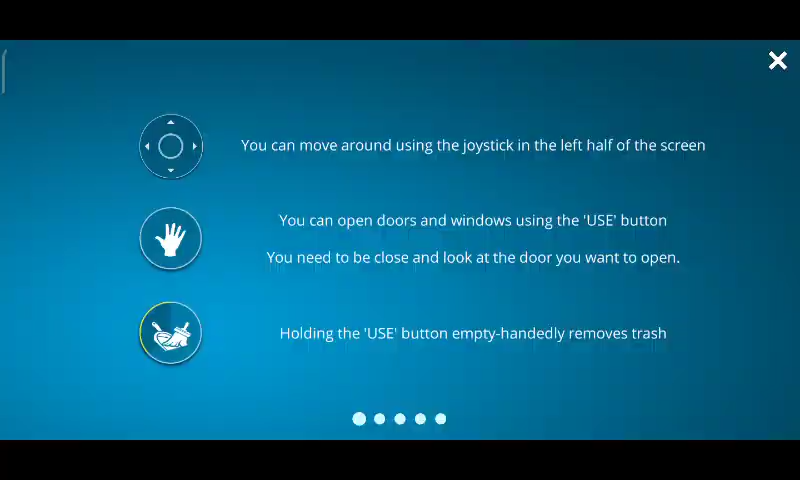 You can move around using the joystick in the left half of the screen
You can open doors and windows using the 'USE' button
You need to be close and look at the door you want to open.
Holding the 'USE' button empty-handedly removes trash